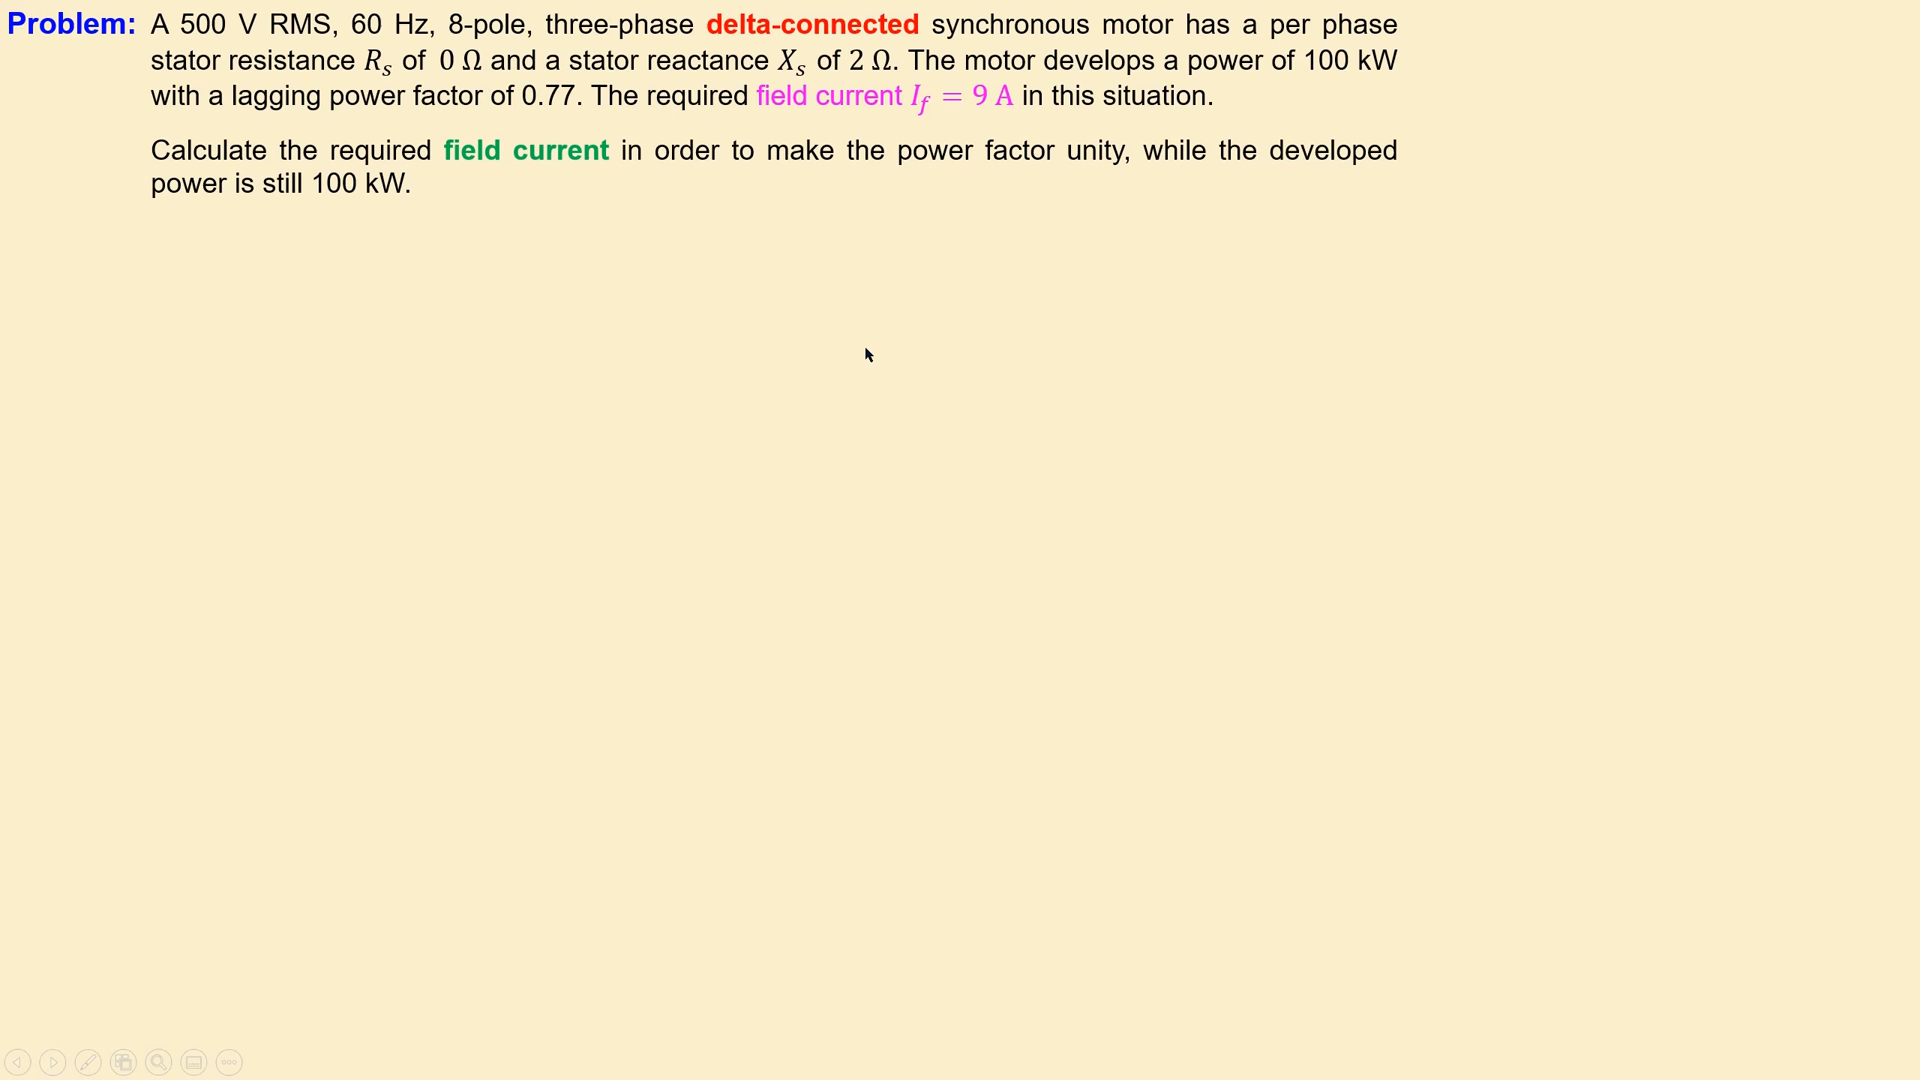 Problem: A 500 V RMS, 60 Hz, 8-pole, three-phase delta-connected synchronous motor has a per phase
stator resistance R_s of 0 Ω and a stator reactance X_s of 2 Ω. The motor develops a power of 100 kW
with a lagging power factor of 0.77. The required field current I_f = 9 A in this situation.
Calculate the required field current in order to make the power factor unity, while the developed
power is still 100 kW.